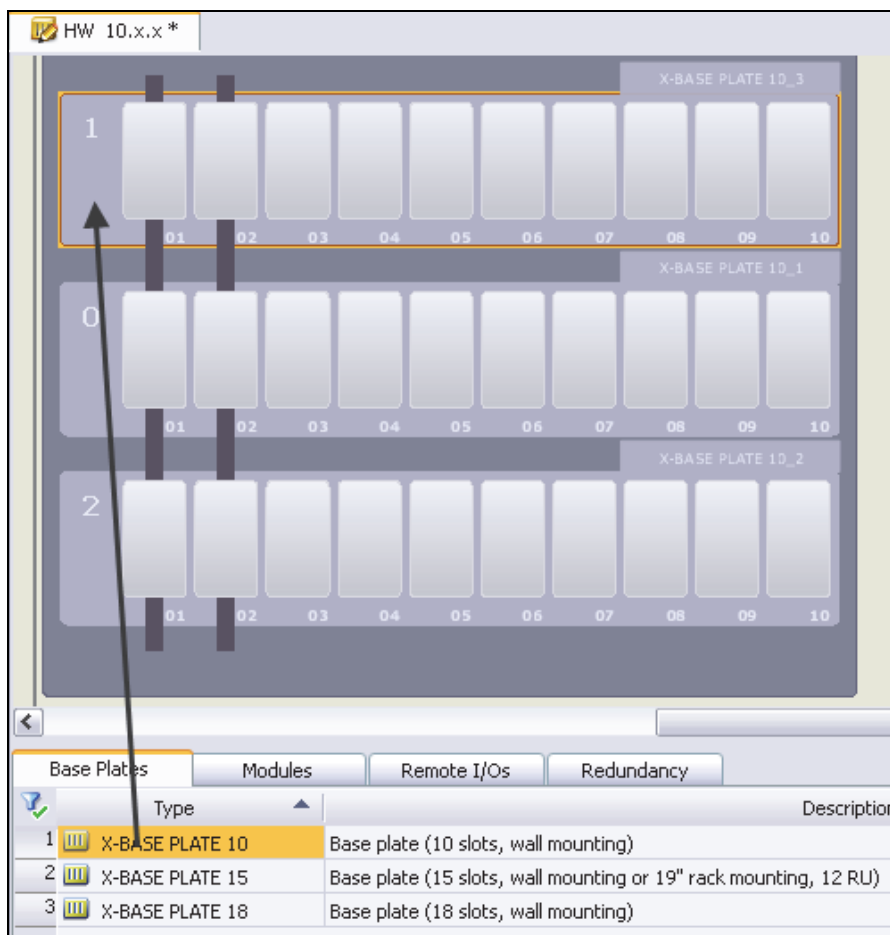 HW 10.x.x *
X-BASE PLATE 10_3
1
01 02 03 04 05 06 07 08 09 10
X-BASE PLATE 10_1
0
01 02 03 04 05 06 07 08 09 10
X-BASE PLATE 10_2
2
01 02 03 04 05 06 07 08 09 10
Base Plates Modules Remote I/Os Redundancy
Type Description
1 X-BASE PLATE 10 Base plate (10 slots, wall mounting)
2 X-BASE PLATE 15 Base plate (15 slots, wall mounting or 19" rack mounting, 12 RU)
3 X-BASE PLATE 18 Base plate (18 slots, wall mounting)